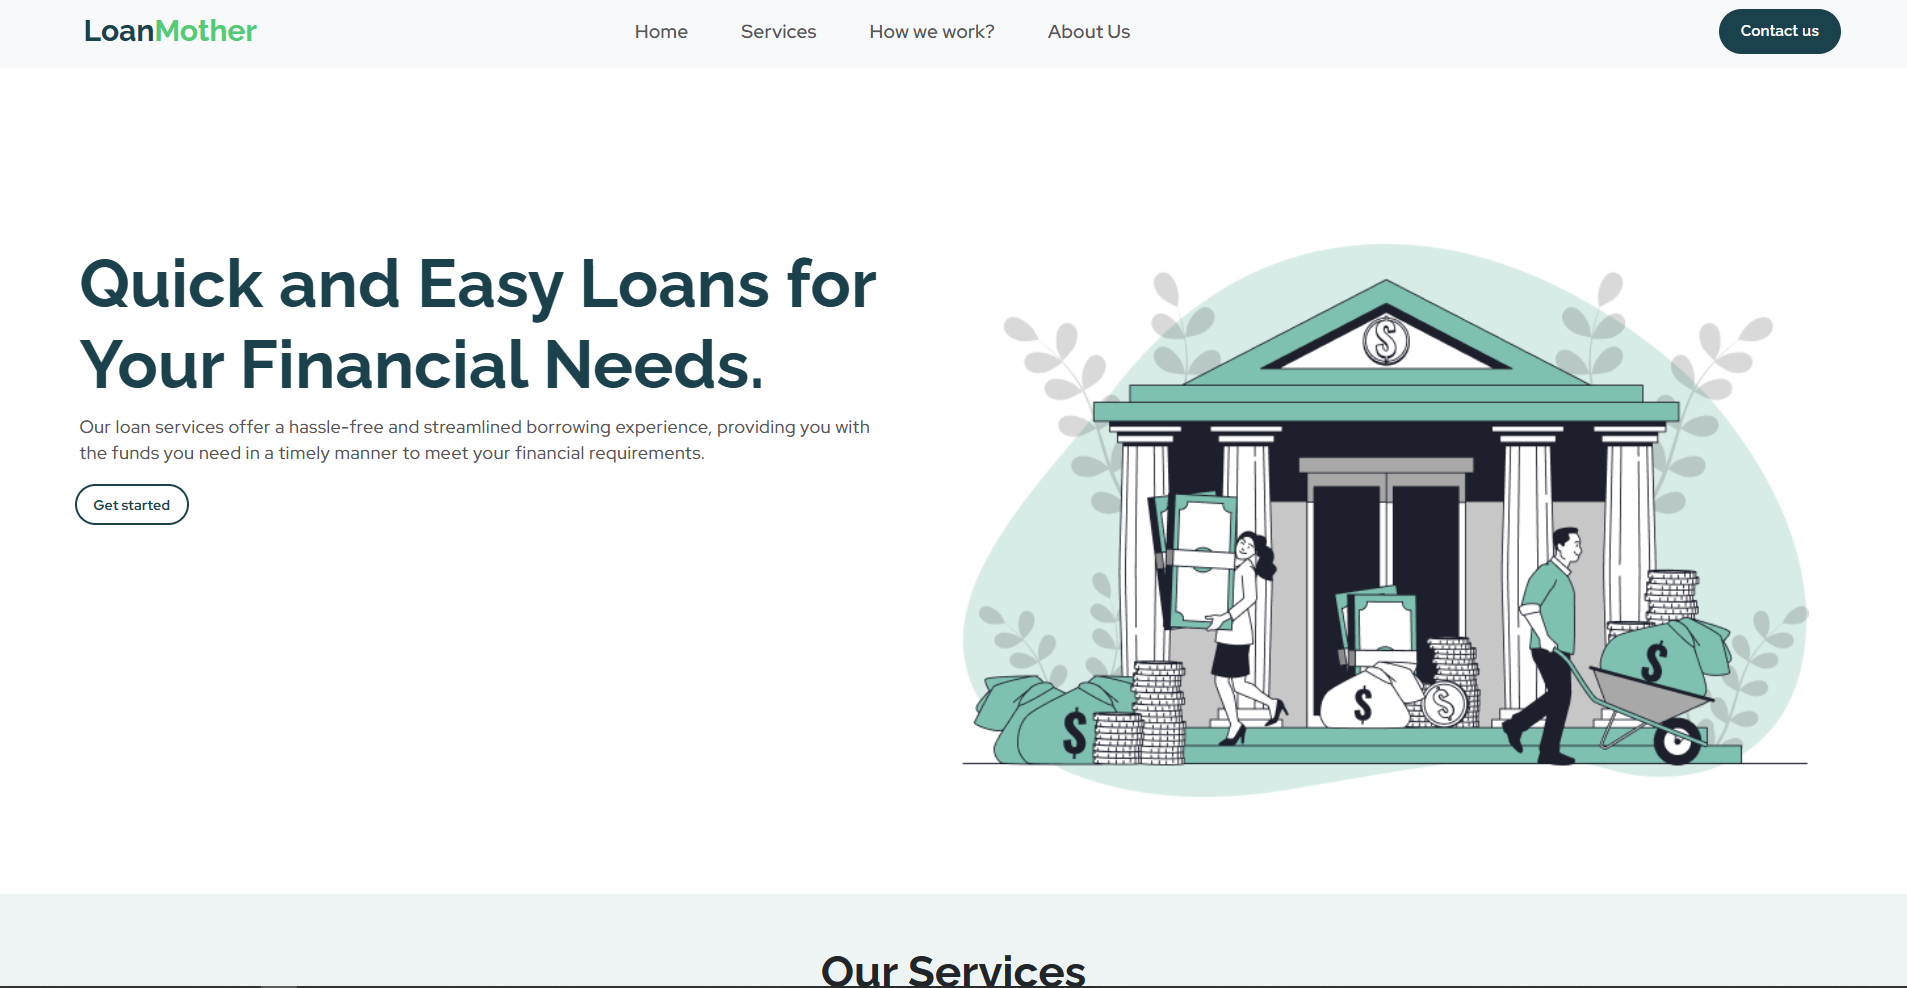 LoanMother
Home
Services
How we work?
About Us
Contact us
Quick and Easy Loans for
Your Financial Needs.
Our loan services offer a hassle-free and streamlined borrowing experience, providing you with
the funds you need in a timely manner to meet your financial requirements.
Get started
$
$
$
$
$
Our Services